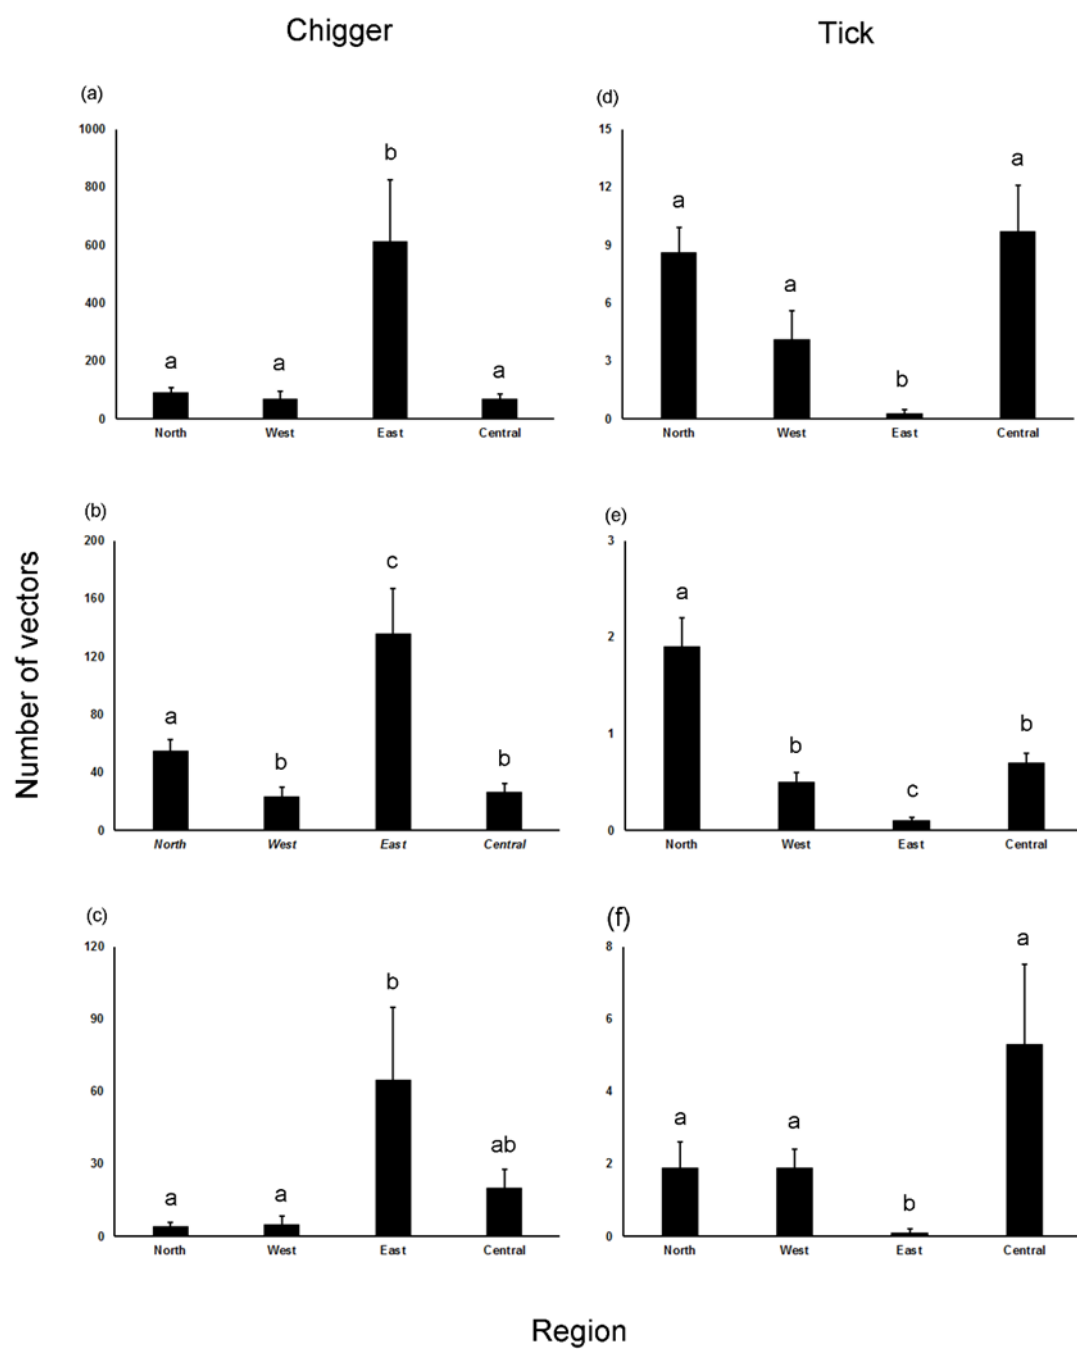 Chigger
Tick
(a)
1000
800
600
400
200
0
a
a
b
a
North West East Central
(d)
15
12
9
6
3
0
a
a
b
a
North West East Central
Number of vectors
(b)
200
160
120
80
40
0
a
b
c
b
North West East Central
(e)
3
2
1
0
a
b
c
b
North West East Central
(c)
120
90
60
30
0
a
a
b
ab
North West East Central
(f)
8
6
4
2
0
a
a
b
a
North West East Central
Region